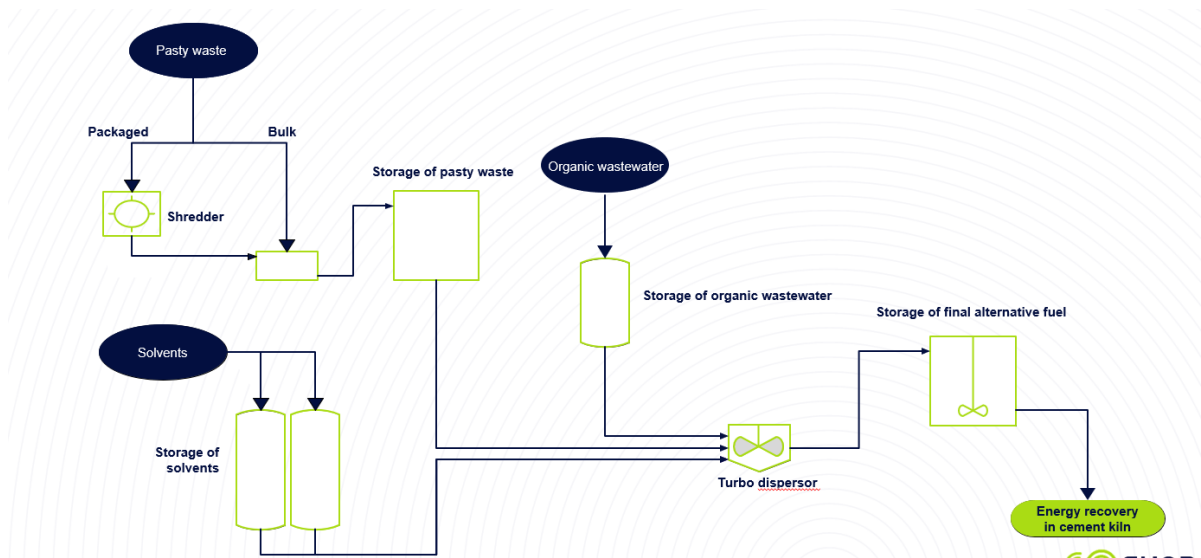 Pasty waste
Packaged
Bulk
Organic wastewater
Storage of pasty waste
Shredder
Storage of organic wastewater
Storage of final alternative fuel
Solvents
Storage of
solvents
Turbo dispersor
Energy recovery
in cement kiln